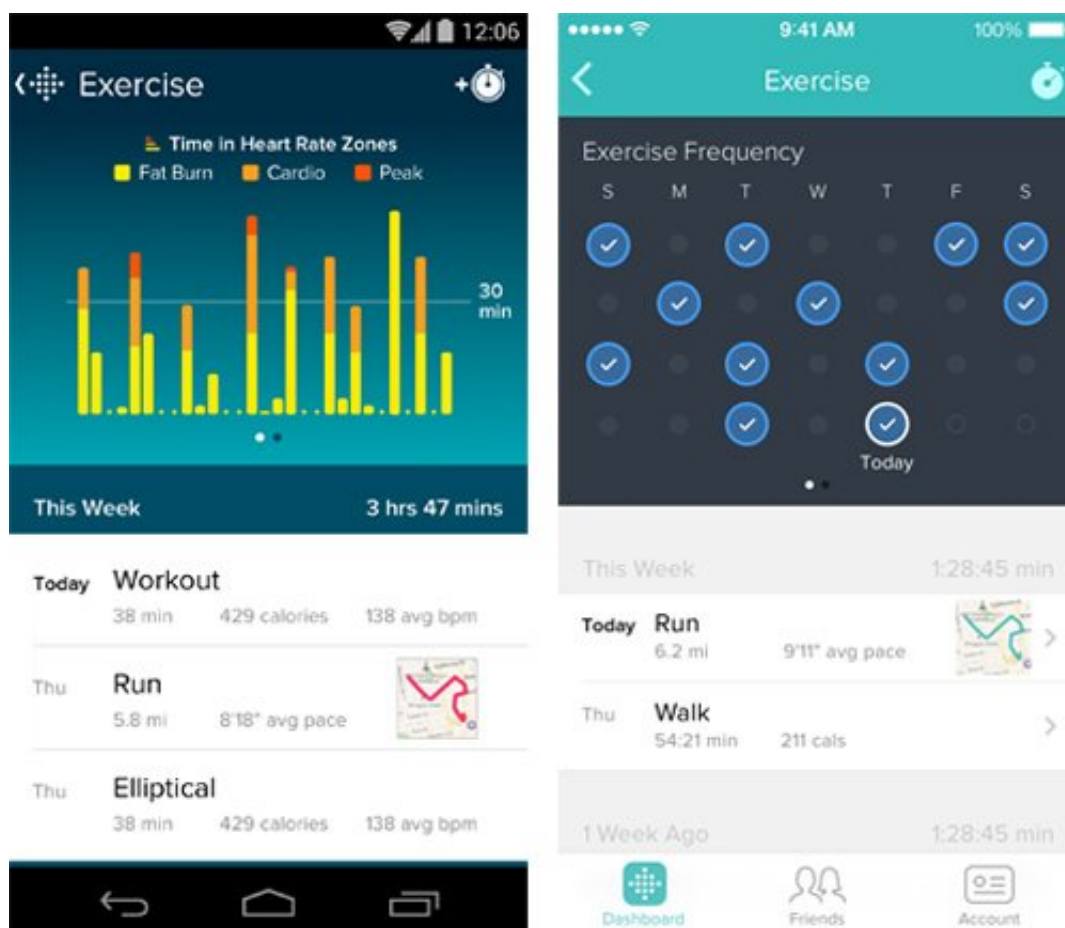 12:06
Exercise
+
Time in Heart Rate Zones
Fat Burn Cardio Peak
30
min
This Week 3 hrs 47 mins
Today Workout
38 min 429 calories 138 avg bpm
Thu Run
5.8 mi 8'18" avg pace
Thu Elliptical
38 min 429 calories 138 avg bpm
9:41 AM 100%
Exercise
Exercise Frequency
S M T W T F S
Today
This Week 1:28:45 min
Today Run
6.2 mi 9'11" avg pace
Thu Walk
54:21 min 211 cals
1 Week Ago 1:28:45 min
Dashboard Friends Account